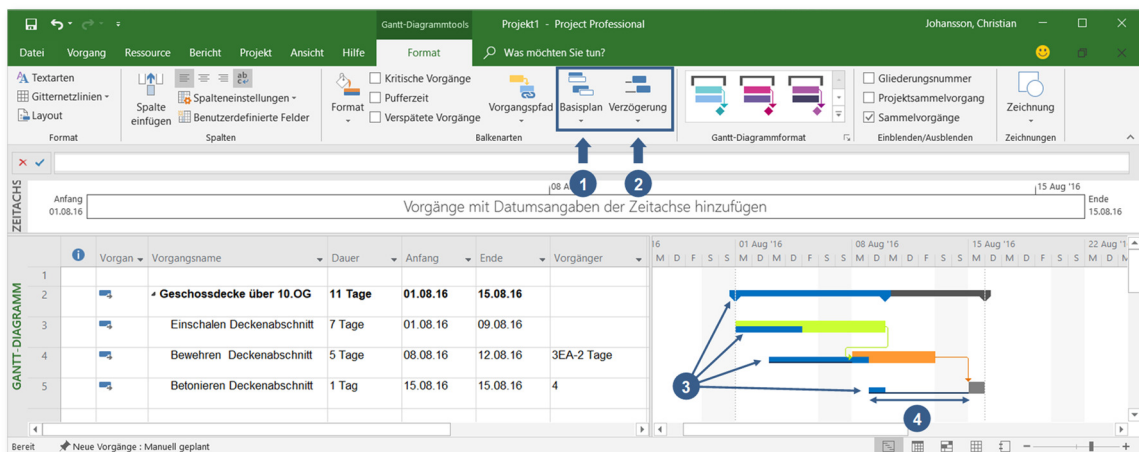 Gantt-Diagrammtools Projekt1 - Project Professional Johansson, Christian
Datei Vorgang Ressource Bericht Projekt Ansicht Hilfe Format Was möchten Sie tun?
Textarten
Gitternetzlinien
Layout
Format
Spalte einfügen
ab
Spalteneinstellungen
Benutzerdefinierte Felder
Spalten
Format
Kritische Vorgänge
Pufferzeit
Verspätete Vorgänge
Vorgangspfad
Basisplan
Verzögerung
Balkenarten
Gantt-Diagrammformat
Gliederungsnummer
Projektsammelvorgang
Sammelvorgänge
Einblenden/Ausblenden
Zeichnung
Zeichnungen
1 2
ZEITACHS
Anfang
01.08.16
08 A
15 Aug '16
Vorgänge mit Datumsangaben der Zeitachse hinzufügen
Ende
15.08.16
GANTT-DIAGRAMM
Vorgan Vorgangsname Dauer Anfang Ende Vorgänger
1
2 Geschossdecke über 10.OG 11 Tage 01.08.16 15.08.16
3 Einschalen Deckenabschnitt 7 Tage 01.08.16 09.08.16
4 Bewehren Deckenabschnitt 5 Tage 08.08.16 12.08.16 3EA-2 Tage
5 Betonieren Deckenabschnitt 1 Tag 15.08.16 15.08.16 4
16 01 Aug '16 08 Aug '16 15 Aug '16 22 Aug '1
M D F S S M D M D F S S M D M D F S S M D M D F S S M D M
3
4
Bereit Neue Vorgänge : Manuell geplant